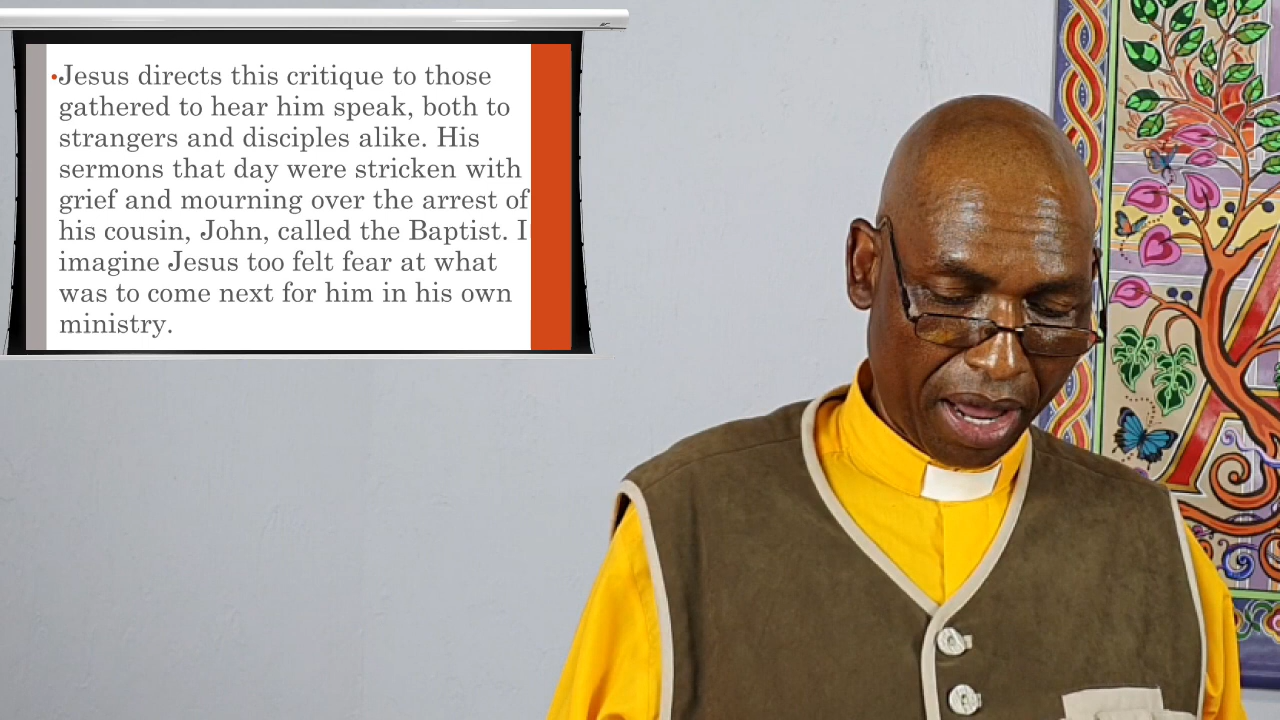 •Jesus directs this critique to those
gathered to hear him speak, both to
strangers and disciples alike. His
sermons that day were stricken with
grief and mourning over the arrest of
his cousin, John, called the Baptist. I
imagine Jesus too felt fear at what
was to come next for him in his own
ministry.